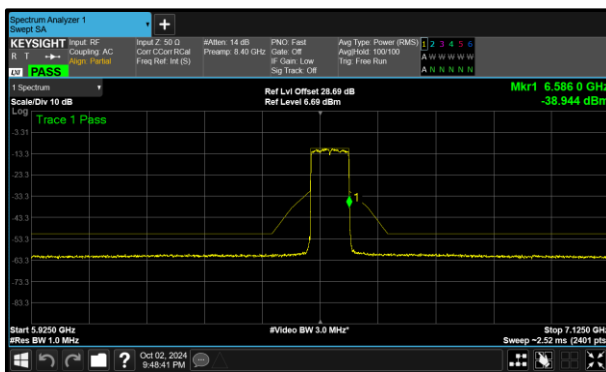 Spectrum Analyzer 1
Swept SA
KEYSIGHT
R T
LXI PASS
Input: RF
Coupling: AC
Align: Partial
Input Z: 50 Ω
Corr CCorr RCal
Freq Ref: Int (S)
#Atten: 14 dB
Preamp: 8.40 GHz
PNO: Fast
Gate: Off
IF Gain: Low
Sig Track: Off
Avg Type: Power (RMS)
Avg|Hold: 100/100
Trig: Free Run
1 2 3 4 5 6
A W W W W W
A N N N N N
1 Spectrum
Scale/Div 10 dB
Ref Lvl Offset 28.69 dB
Ref Level 6.69 dBm
Mkr1 6.586 0 GHz
-38.944 dBm
Log
Trace 1 Pass
-3.31
-13.3
-23.3
-33.3
-43.3
-53.3
-63.3
-73.3
-83.3
1
Start 5.9250 GHz
#Res BW 1.0 MHz
#Video BW 3.0 MHz*
Stop 7.1250 GHz
Sweep ~2.52 ms (2401 pts)
?
Oct 02, 2024
9:48:41 PM